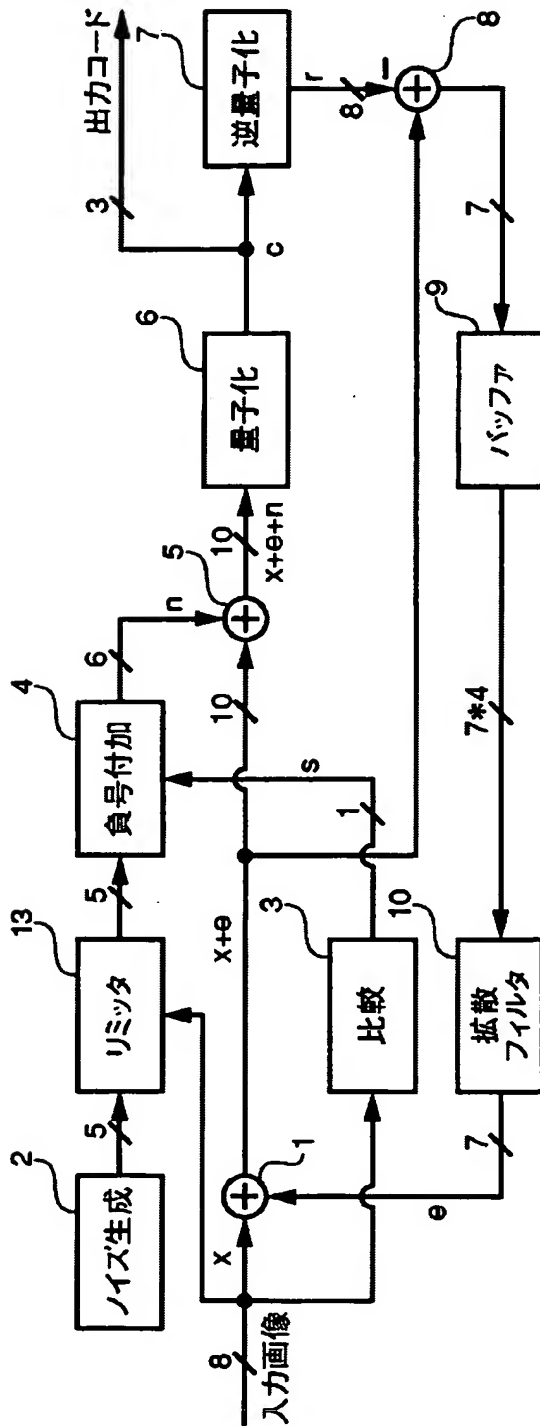 2
ノイズ生成
5
13
リミッタ
5
4
負号付加
6
n
5
10
10
x+e+n
6
量子化
c
3
出力コード
7
逆量子化
r
8
−
8
入力画像
8
x
1
x+e
3
比較
1
s
e
7
10
拡散
フィルタ
7*4
9
バッファ
7